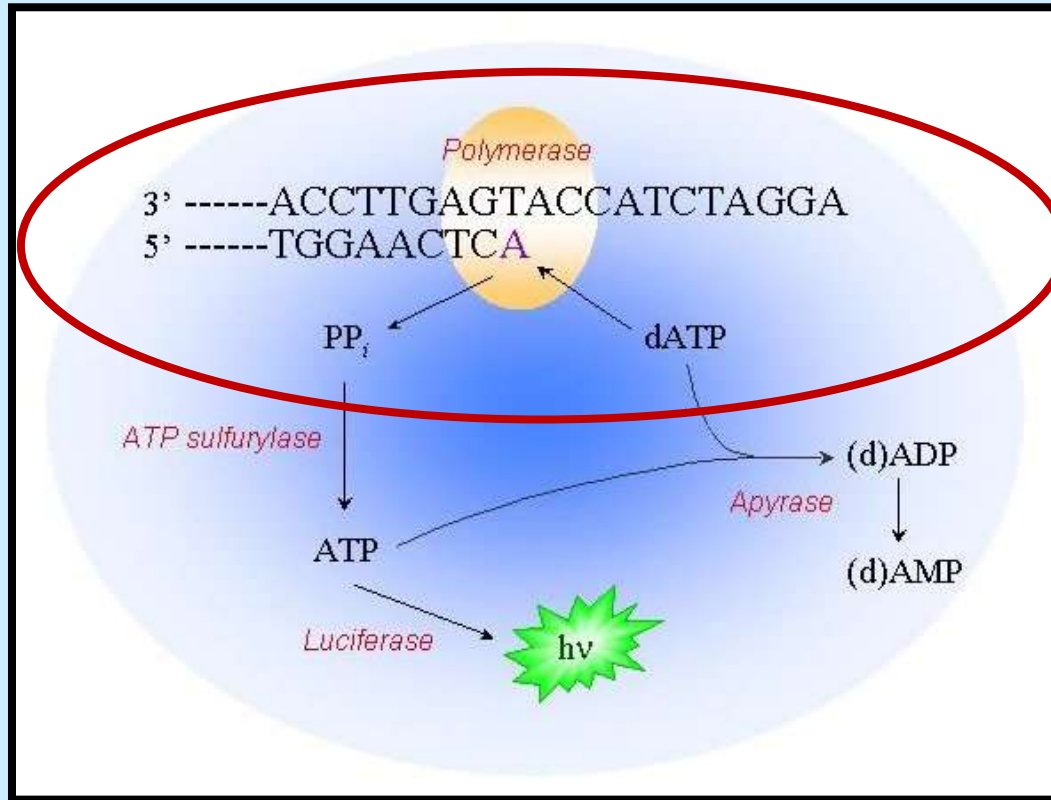 Polymerase
3’ ------ACCTTGAGTACCATCTAGGA
5’ ------TGGAACTCA
PPi
dATP
ATP sulfurylase
(d)ADP
Apyrase
ATP
(d)AMP
Luciferase
hν